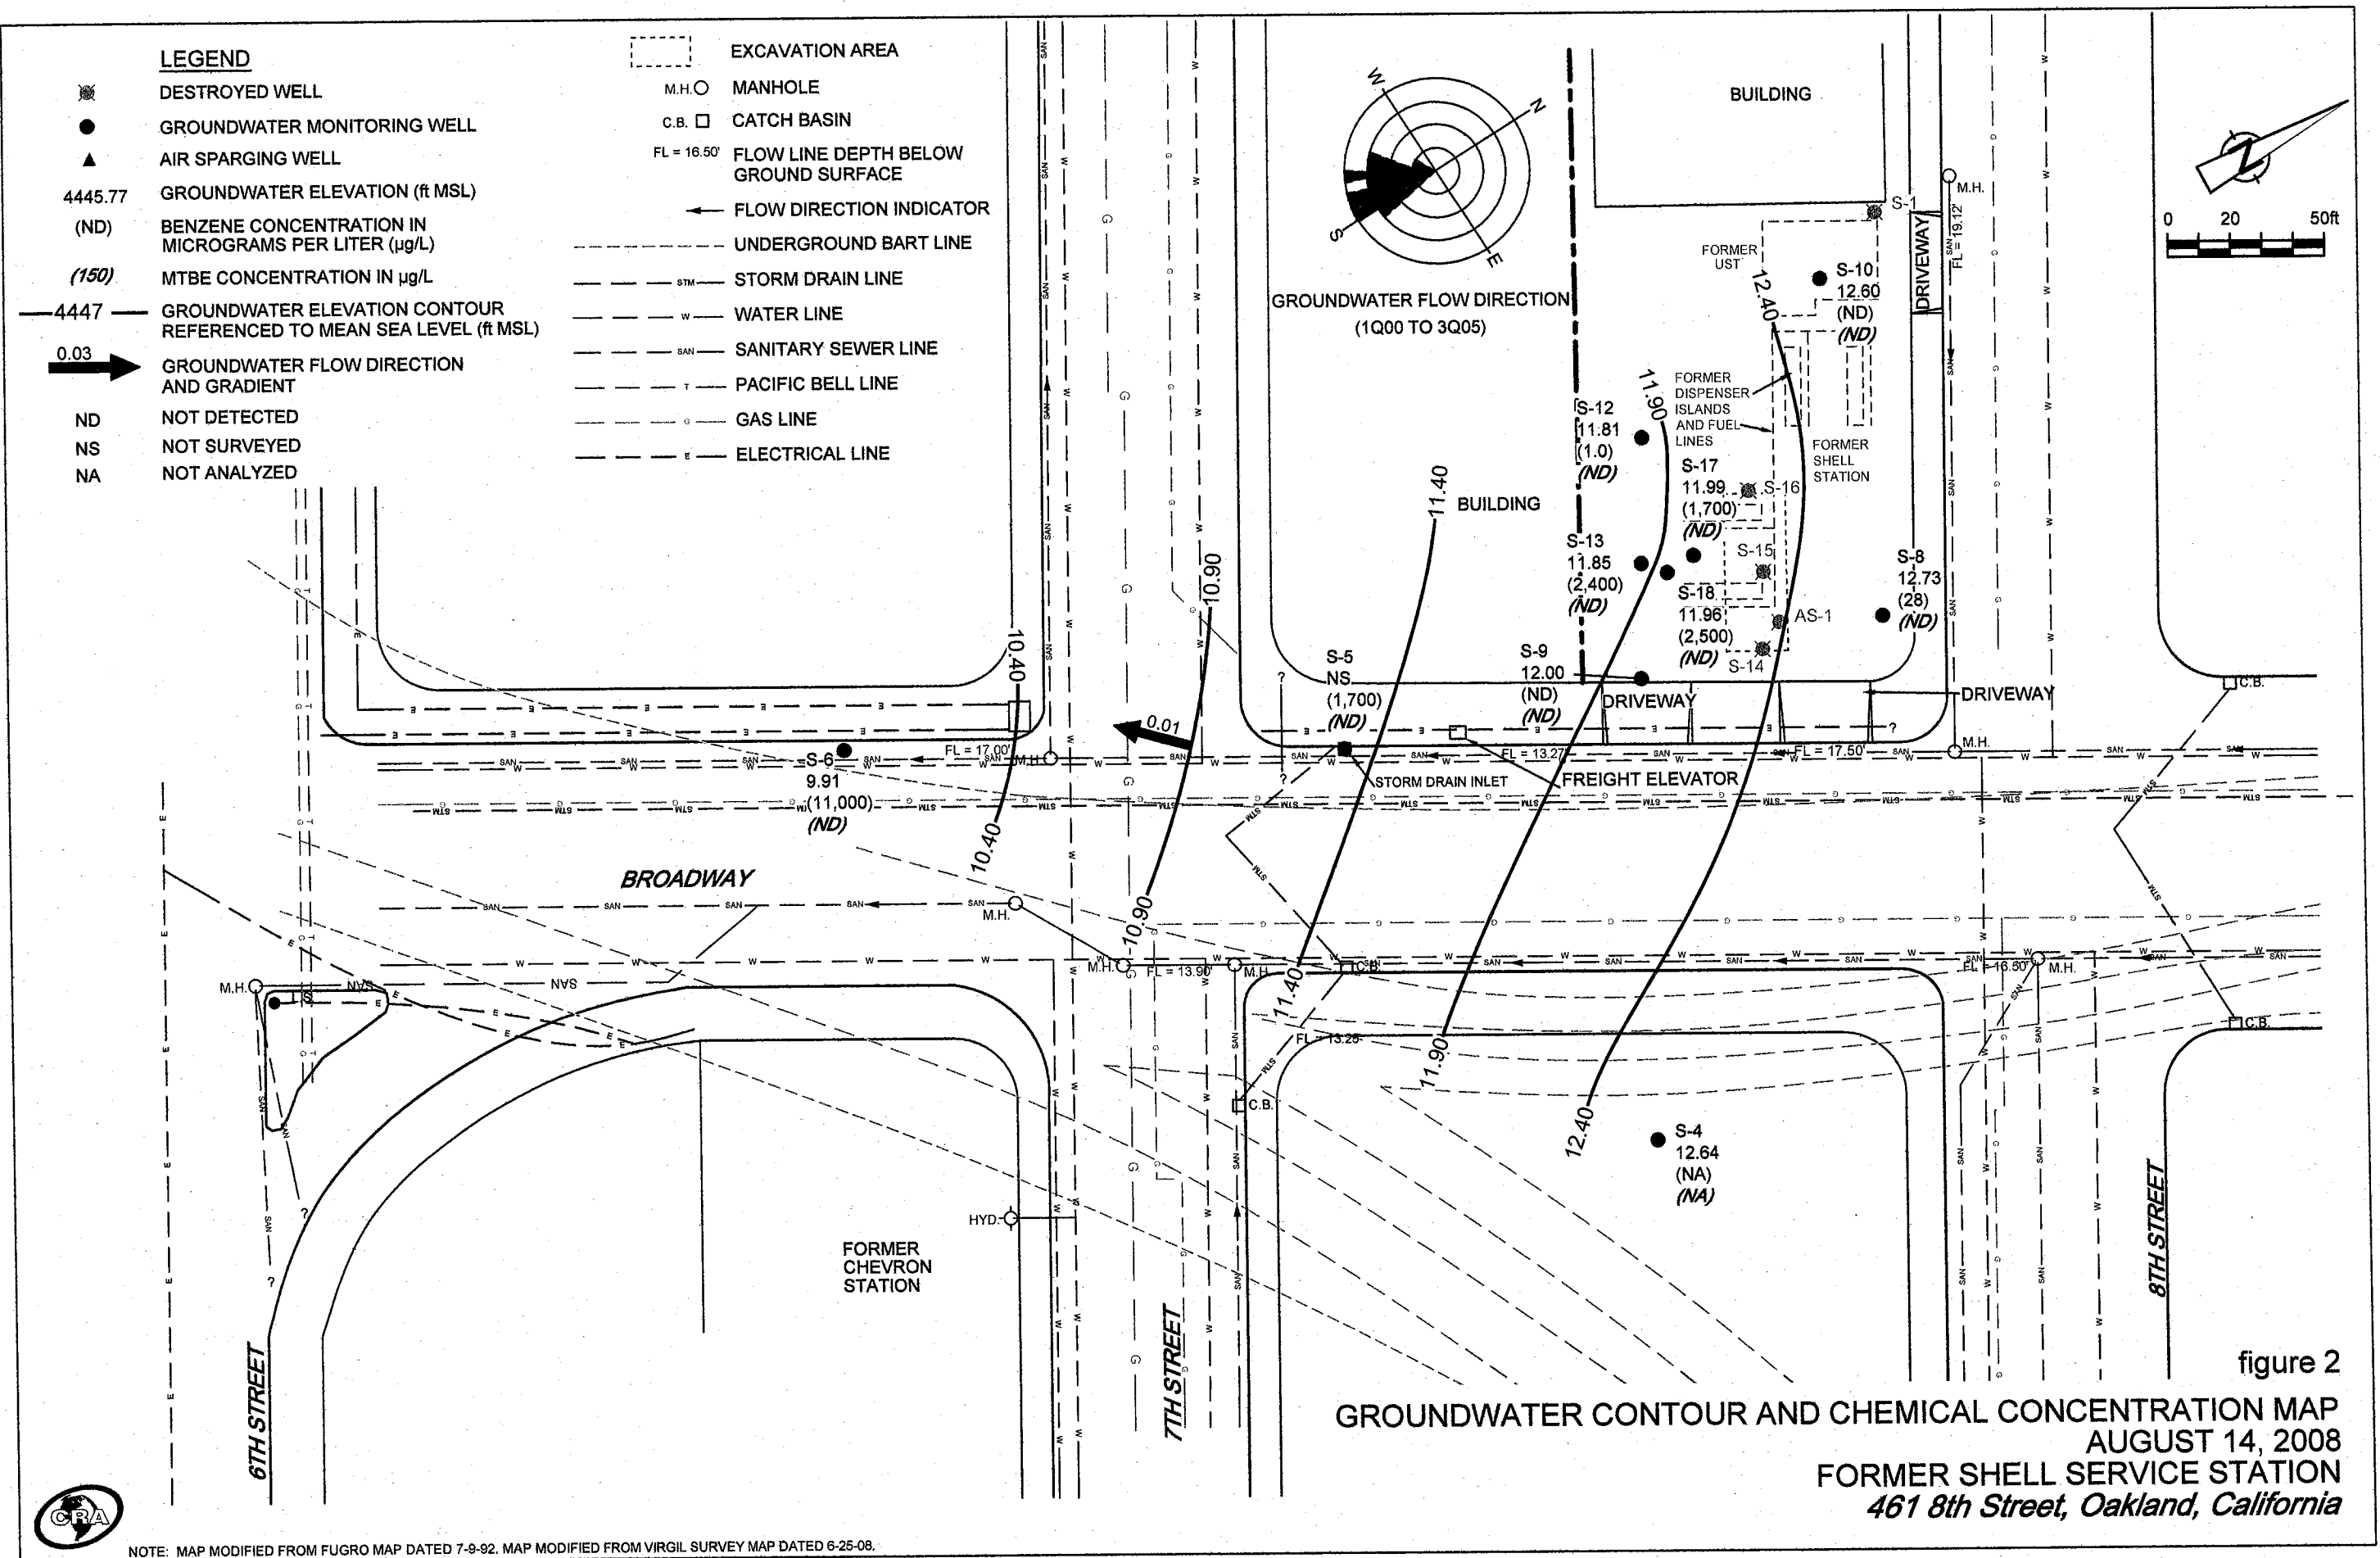 LEGEND
DESTROYED WELL
GROUNDWATER MONITORING WELL
AIR SPARGING WELL
4445.77 GROUNDWATER ELEVATION (ft MSL)
(ND) BENZENE CONCENTRATION IN
MICROGRAMS PER LITER (µg/L)
(150) MTBE CONCENTRATION IN µg/L
4447 GROUNDWATER ELEVATION CONTOUR
REFERENCED TO MEAN SEA LEVEL (ft MSL)
0.03
GROUNDWATER FLOW DIRECTION
AND GRADIENT
ND NOT DETECTED
NS NOT SURVEYED
NA NOT ANALYZED
EXCAVATION AREA
M.H. MANHOLE
C.B. CATCH BASIN
FL = 16.50' FLOW LINE DEPTH BELOW
GROUND SURFACE
FLOW DIRECTION INDICATOR
UNDERGROUND BART LINE
STM STORM DRAIN LINE
W WATER LINE
SAN SANITARY SEWER LINE
T PACIFIC BELL LINE
G GAS LINE
E ELECTRICAL LINE
W
N
S
E
GROUNDWATER FLOW DIRECTION
(1Q00 TO 3Q05)
BUILDING
N
0 20 50ft
S-1
M.H.
FL = 19.12'
DRIVEWAY
FORMER
UST
12.40
S-10
12.60
(ND)
(ND)
11.90
FORMER
DISPENSER
ISLANDS
AND FUEL
LINES
S-12
11.81
(1.0)
(ND)
FORMER
SHELL
STATION
S-17
11.99
(1,700)
(ND)
S-16
11.40
BUILDING
S-13
11.85
(2,400)
(ND)
S-15
S-8
12.73
(28)
(ND)
S-18
11.96
(2,500)
(ND)
AS-1
S-14
10.90
10.40
S-5
NS
(1,700)
(ND)
S-9
12.00
(ND)
(ND)
DRIVEWAY
DRIVEWAY
C.B.
0.01
FL = 17.00'
M.H.
FL = 13.27'
FL = 17.50'
M.H.
S-6
9.91
(11,000)
(ND)
STORM DRAIN INLET
FREIGHT ELEVATOR
10.40
BROADWAY
M.H.
10.90
M.H.
FL = 13.90'
M.H.
C.B.
FL = 16.50'
M.H.
M.H.
11.40
C.B.
FL = 13.25
11.90
C.B.
12.40
S-4
12.64
(NA)
(NA)
HYD.
FORMER
CHEVRON
STATION
6TH STREET
7TH STREET
8TH STREET
figure 2
GROUNDWATER CONTOUR AND CHEMICAL CONCENTRATION MAP
AUGUST 14, 2008
FORMER SHELL SERVICE STATION
461 8th Street, Oakland, California
CRA
NOTE: MAP MODIFIED FROM FUGRO MAP DATED 7-9-92. MAP MODIFIED FROM VIRGIL SURVEY MAP DATED 6-25-08.